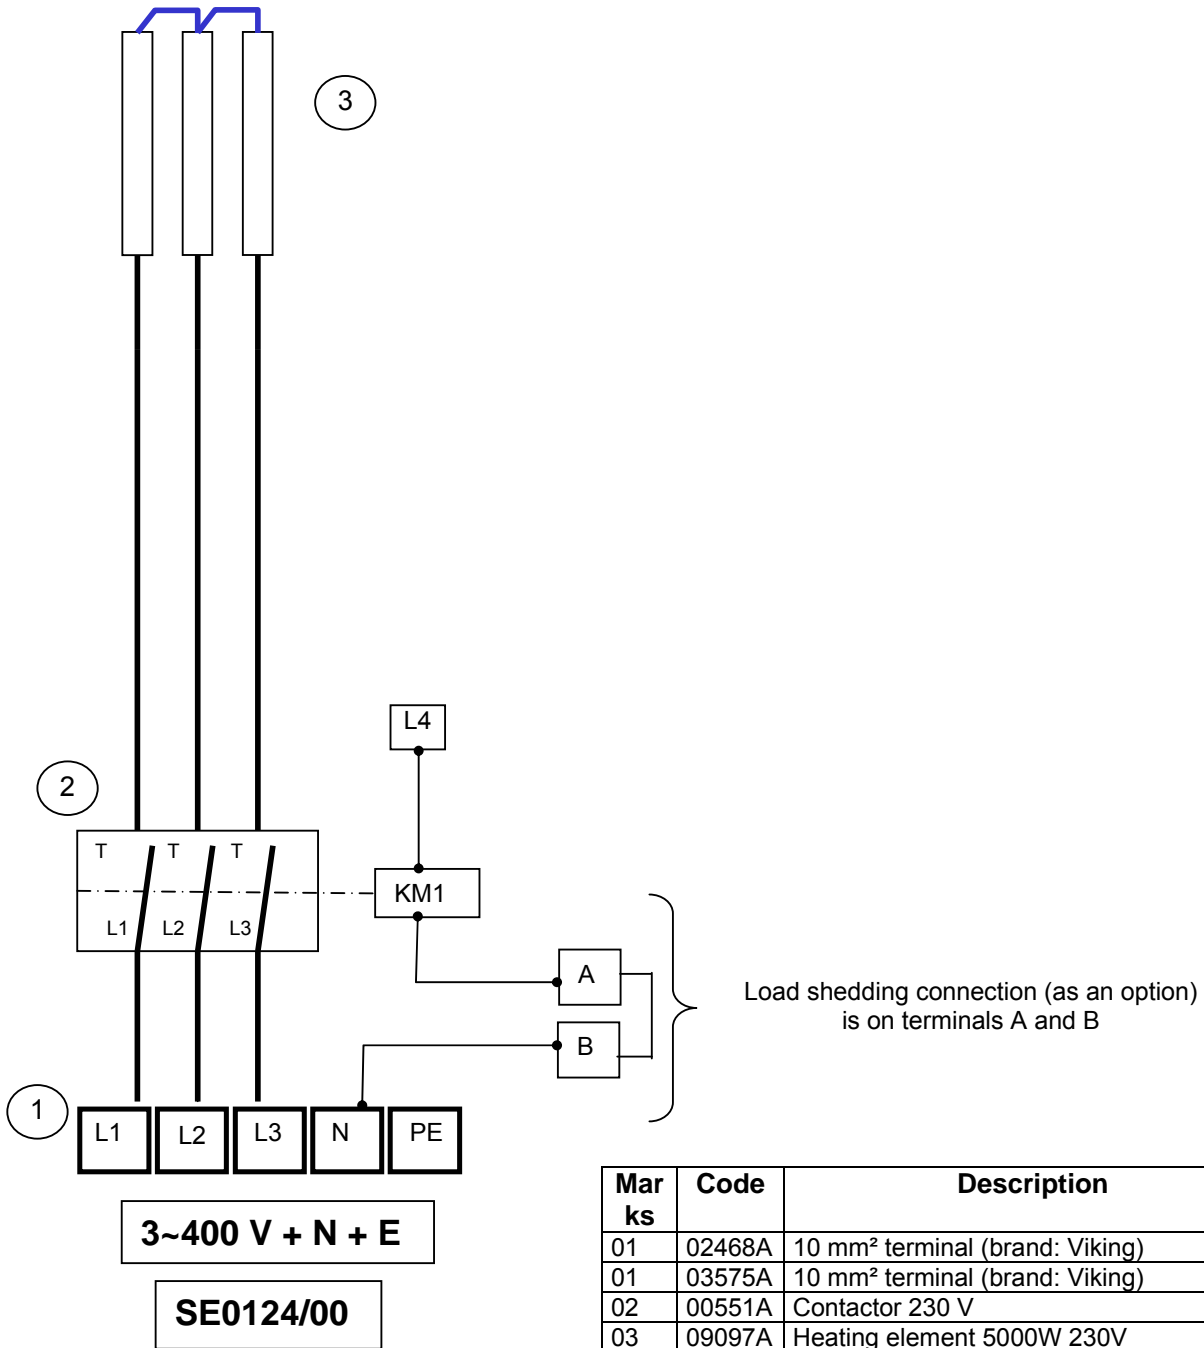 3
L4
2
T T T
KM1
L1 L2 L3
A
Load shedding connection (as an option)
is on terminals A and B
B
1
L1 L2 L3 N PE
3~400 V + N + E
SE0124/00
Mar
ks Code Description
01 02468A 10 mm² terminal (brand: Viking)
01 03575A 10 mm² terminal (brand: Viking)
02 00551A Contactor 230 V
03 09097A Heating element 5000W 230V